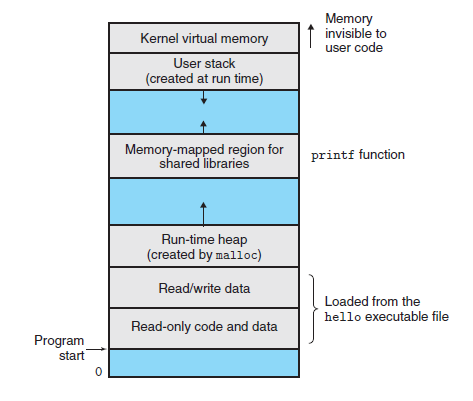 Memory
invisible to
user code
Kernel virtual memory
User stack
(created at run time)
Memory-mapped region for
shared libraries
printf function
Run-time heap
(created by malloc)
Read/write data
Loaded from the
hello executable file
Read-only code and data
Program
start
0